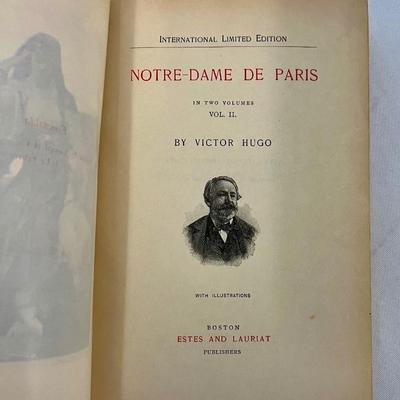 International Limited Edition
NOTRE-DAME DE PARIS
IN TWO VOLUMES
VOL. II.
BY VICTOR HUGO
WITH ILLUSTRATIONS
BOSTON
ESTES AND LAURIAT
PUBLISHERS